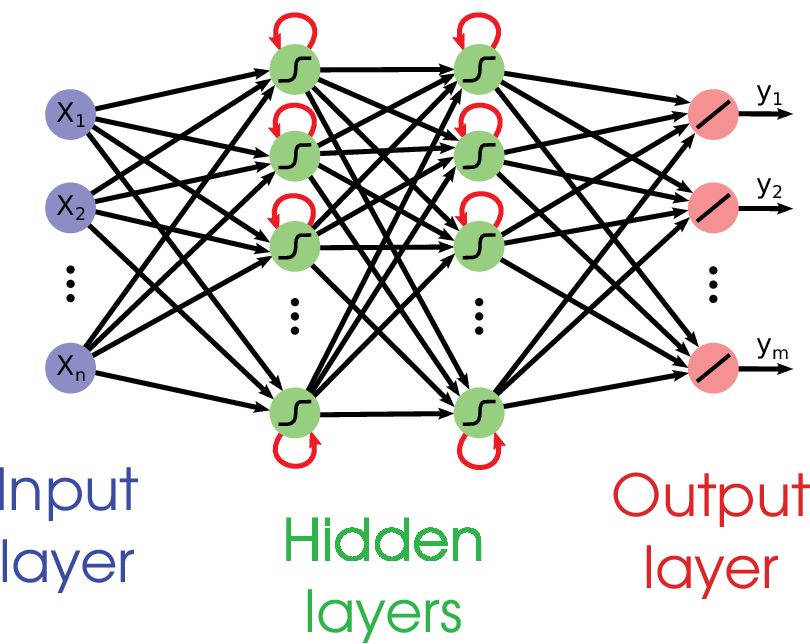 X1
X2
Xn
y1
y2
ym
Input
layer
Hidden
layers
Output
layer